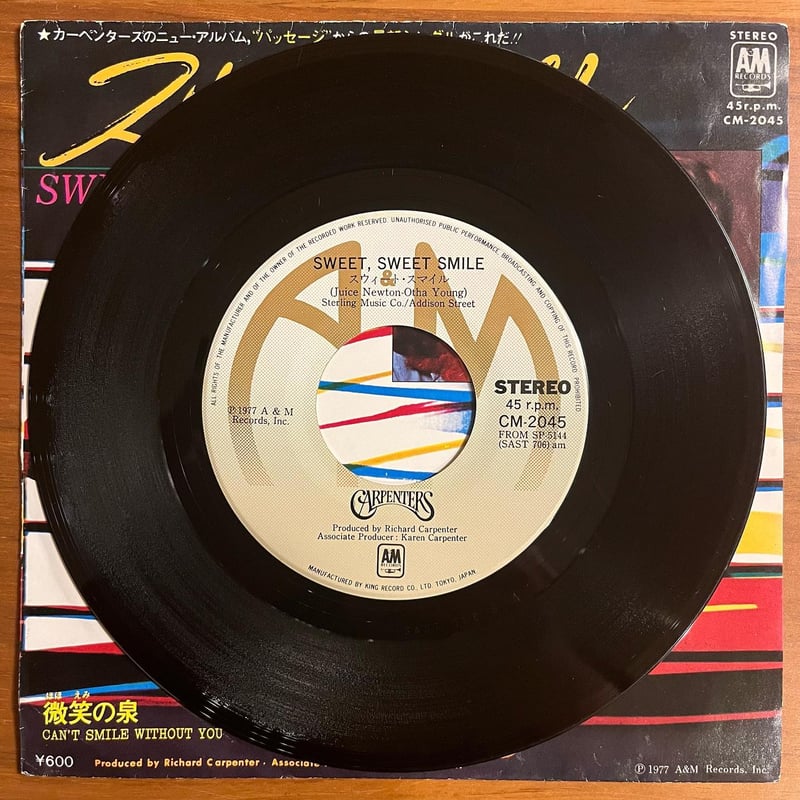 ★カーペンターズのニュー・アルバム,"パッセージ"
がこれだ!!
STEREO
A&M
RECORDS
45r.p.m.
CM-2045
ALL RIGHTS OF THE MANUFACTURER AND OF THE OWNER OF THE RECORDED WORK RESERVED. UNAUTHORISED PUBLIC PERFORMANCE, BROADCASTING AND COPYING OF THIS RECORD PROHIBITED
A&M
SWEET, SWEET SMILE
スウィート・スマイル
(Juice Newton-Otha Young)
Sterling Music Co./Addison Street
STEREO
45 r.p.m.
CM-2045
FROM SP-5144
(SAST 706) am
Ⓟ1977 A & M
Records, Inc.
CARPENTERS
Produced by Richard Carpenter
Associate Producer : Karen Carpenter
A&M
RECORDS
MANUFACTURED BY KING RECORD CO., LTD. TOKYO, JAPAN
ほほ えみ
微笑の泉
CAN'T SMILE WITHOUT YOU
¥600
Produced by Richard Carpenter・
Ⓟ 1977 A&M Records, Inc.